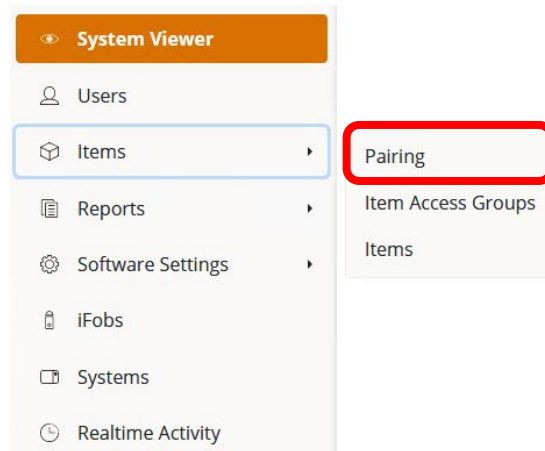 System Viewer
Users
Items
Reports
Software Settings
iFobs
Systems
Realtime Activity
Pairing
Item Access Groups
Items